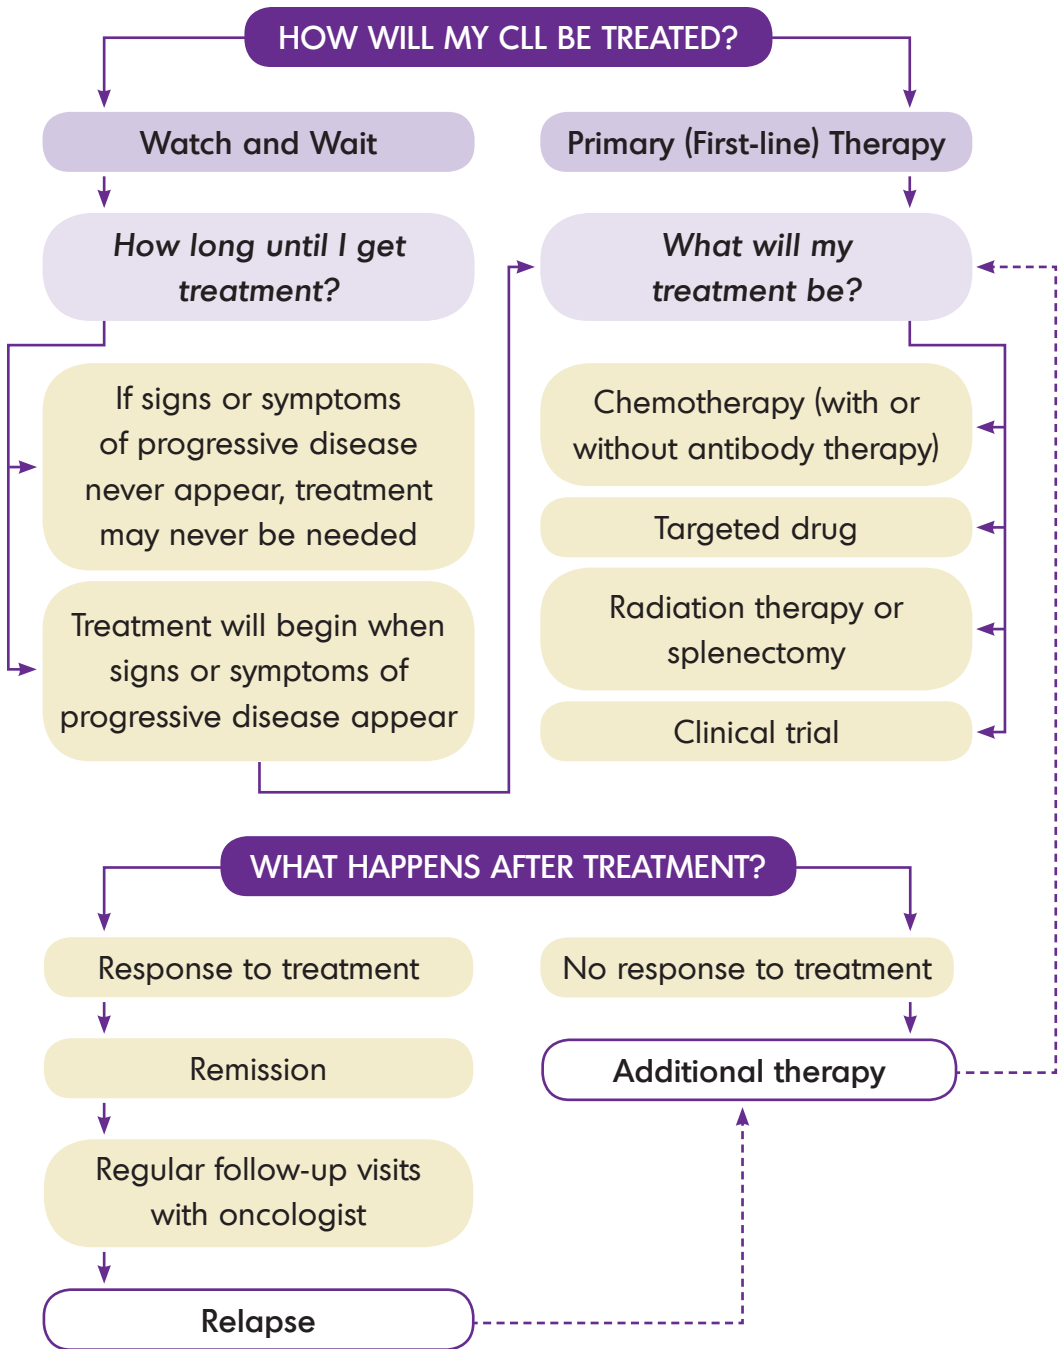 HOW WILL MY CLL BE TREATED?
Watch and Wait
How long until I get
treatment?
If signs or symptoms
of progressive disease
never appear, treatment
may never be needed
Treatment will begin when
signs or symptoms of
progressive disease appear
Primary (First-line) Therapy
What will my
treatment be?
Chemotherapy (with or
without antibody therapy)
Targeted drug
Radiation therapy or
splenectomy
Clinical trial
WHAT HAPPENS AFTER TREATMENT?
Response to treatment
Remission
Regular follow-up visits
with oncologist
Relapse
No response to treatment
Additional therapy